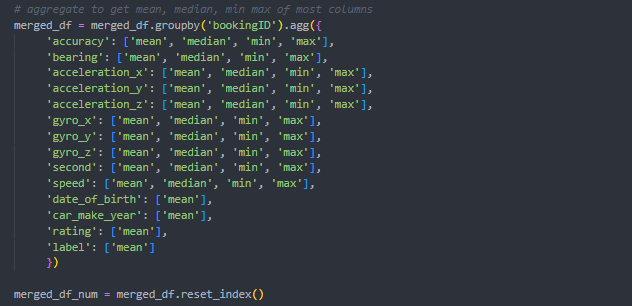 # aggregate to get mean, median, min max of most columns
merged_df = merged_df.groupby('bookingID').agg({
'accuracy': ['mean', 'median', 'min', 'max'],
'bearing': ['mean', 'median', 'min', 'max'],
'acceleration_x': ['mean', 'median', 'min', 'max'],
'acceleration_y': ['mean', 'median', 'min', 'max'],
'acceleration_z': ['mean', 'median', 'min', 'max'],
'gyro_x': ['mean', 'median', 'min', 'max'],
'gyro_y': ['mean', 'median', 'min', 'max'],
'gyro_z': ['mean', 'median', 'min', 'max'],
'second': ['mean', 'median', 'min', 'max'],
'speed': ['mean', 'median', 'min', 'max'],
'date_of_birth': ['mean'],
'car_make_year': ['mean'],
'rating': ['mean'],
'label': ['mean']
})
merged_df_num = merged_df.reset_index()